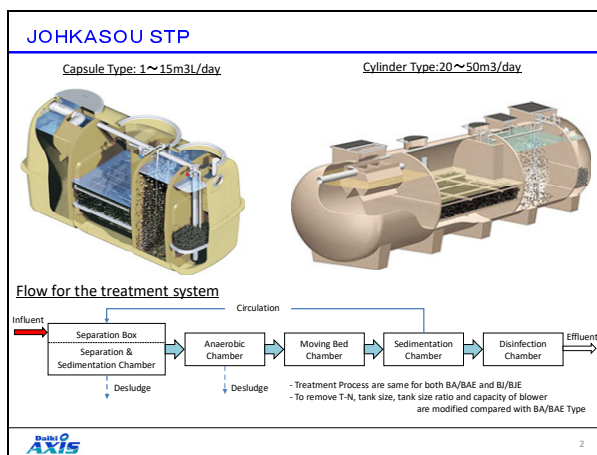 JOHKASOU STP
Capsule Type: 1～15m3L/day
Cylinder Type:20～50m3/day
Flow for the treatment system
Circulation
Influent
Separation Box
Separation &
Sedimentation Chamber
Anaerobic
Chamber
Moving Bed
Chamber
Sedimentation
Chamber
Disinfection
Chamber
Effluent
Desludge
Desludge
- Treatment Process are same for both BA/BAE and BJ/BJE
- To remove T-N, tank size, tank size ratio and capacity of blower
are modified compared with BA/BAE Type
Daiki
AXIS
2